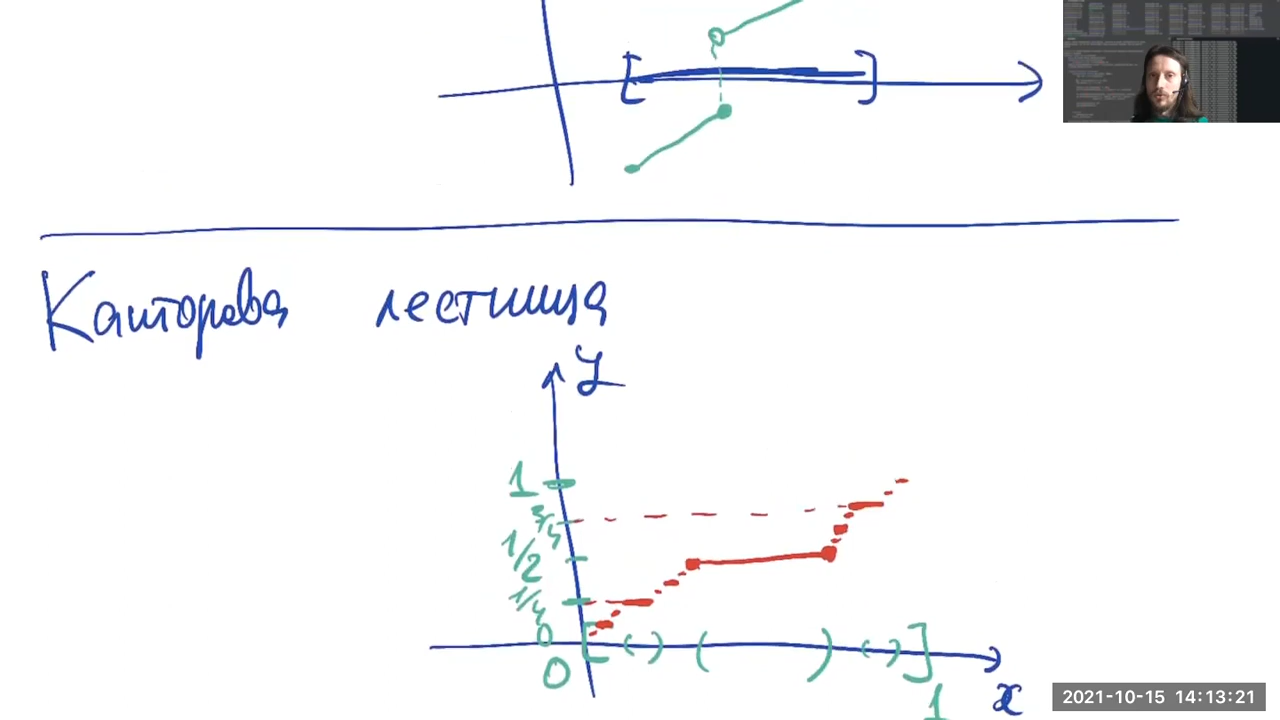 Канторова лестница
y
1
3/4
1/2
1/4
0
0
1
x
2021-10-15 14:13:21